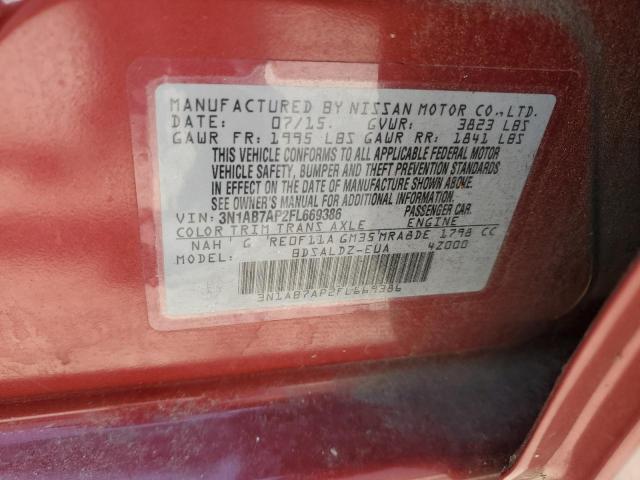 MANUFACTURED BY NISSAN MOTOR CO., LTD.
DATE: 07/15. GVWR: 3823 LBS
GAWR FR: 1995 LBS GAWR RR: 1841 LBS
THIS VEHICLE CONFORMS TO ALL APPLICABLE FEDERAL MOTOR
VEHICLE SAFETY, BUMPER AND THEFT PREVENTION STANDARDS
IN EFFECT ON THE DATE OF MANUFACTURE SHOWN ABOVE.
SEE OWNER'S MANUAL FOR ADDITIONAL INFORMATION.
VIN: 3N1AB7AP2FL669386 PASSENGER CAR.
COLOR TRIM TRANS AXLE ENGINE
NAH G RE0F11A GM35 MRA8DE 1798 CC
MODEL: BDSALDZ-EUA 4Z000
3N1AB7AP2FL669386